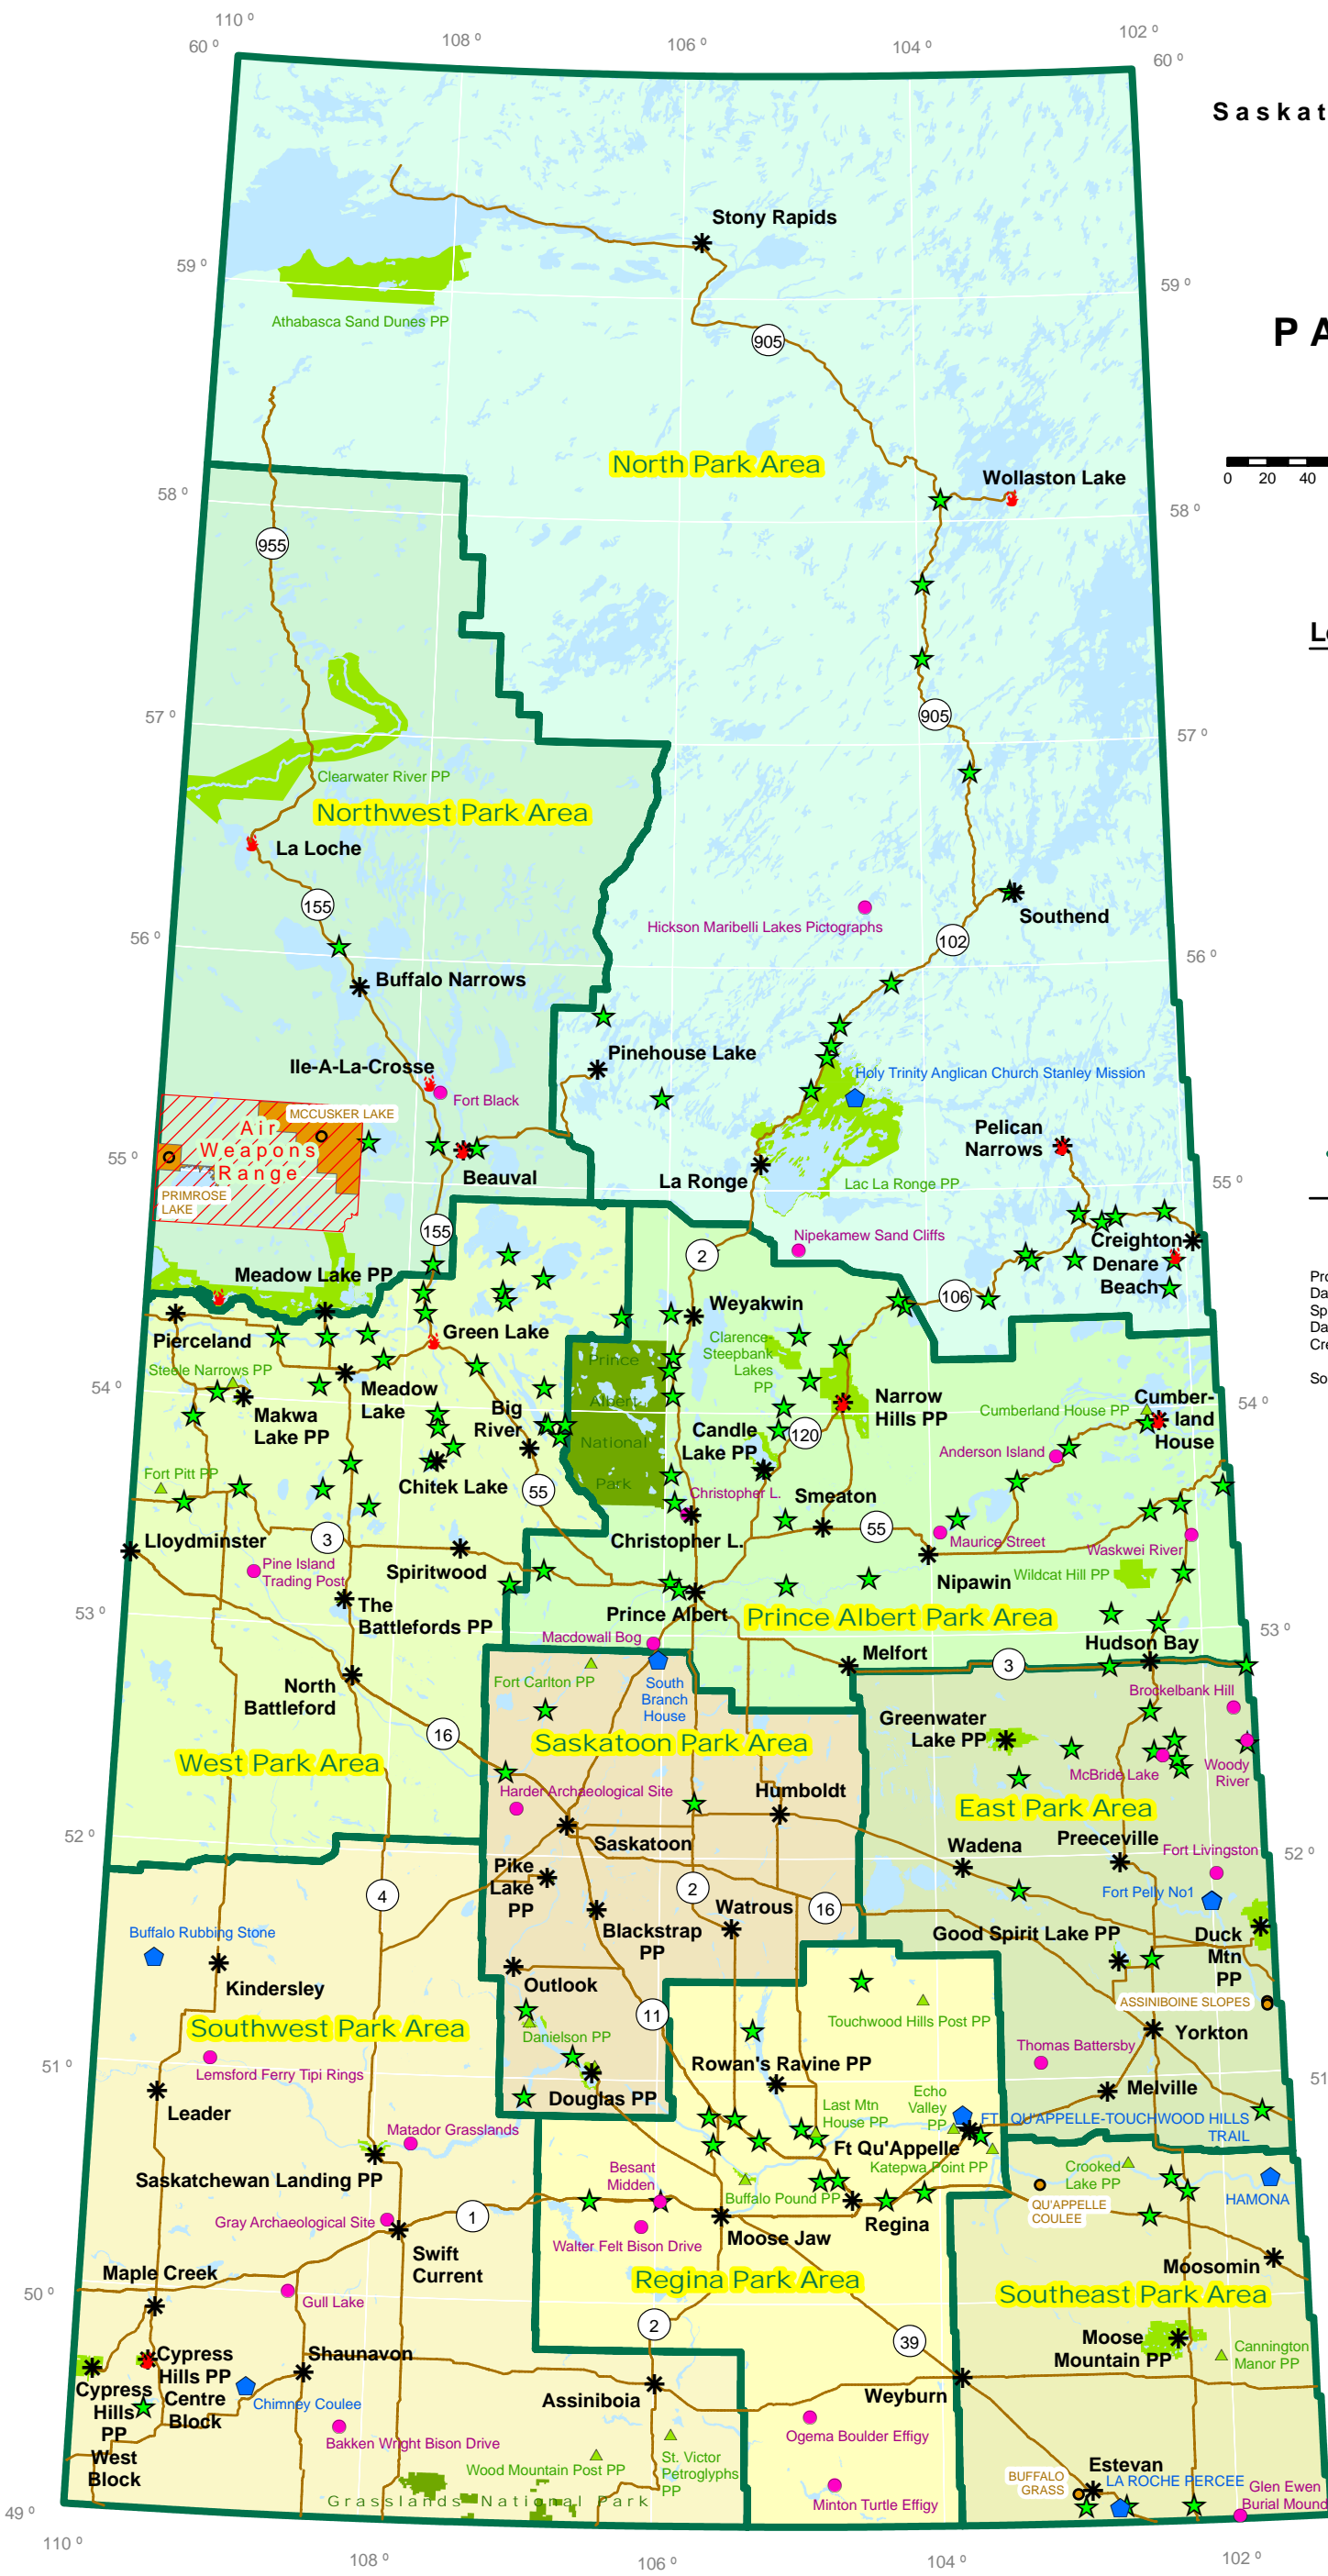 110 º
108 º
106 º
104 º
102 º
60 º
60 º
Saskat
Stony Rapids
59 º
59 º
Athabasca Sand Dunes PP
905
PA
North Park Area
Wollaston Lake
0 20 40
58 º
58 º
955
57 º
905
57 º
Clearwater River PP
Northwest Park Area
La Loche
155
Southend
Hickson Maribelli Lakes Pictographs
102
56 º
56 º
Buffalo Narrows
Pinehouse Lake
Ile-A-La-Crosse
Holy Trinity Anglican Church Stanley Mission
Fort Black
MCCUSKER LAKE
Air
Weapons
Range
Pelican
Narrows
55 º
55 º
Beauval
La Ronge
Lac La Ronge PP
PRIMROSE
LAKE
155
2
Nipekamew Sand Cliffs
Creighton
Denare
Beach
Meadow Lake PP
106
Pro
Da
Sp
Da
Cre
So
Pierceland
Green Lake
Weyakwin
Clarence-
Steepbank
Lakes
PP
Prince
Albert
National
Park
Steele Narrows PP
54 º
54 º
Meadow
Lake
Makwa
Lake PP
Big
River
Narrow
Hills PP
Cumberland House PP
Cumber-
land
House
Candle
Lake PP
120
Anderson Island
Fort Pitt PP
Chitek Lake
55
Christopher L.
Smeaton
Lloydminster
3
Christopher L.
55
Maurice Street
Waskwei River
Pine Island
Trading Post
Spiritwood
Nipawin
Wildcat Hill PP
53 º
53 º
The
Battlefords PP
Prince Albert
Prince Albert Park Area
Macdowall Bog
Melfort
3
Hudson Bay
North
Battleford
Fort Carlton PP
South
Branch
House
Brockelbank Hill
16
Saskatoon Park Area
Greenwater
Lake PP
West Park Area
McBride Lake
Woody
River
Harder Archaeological Site
Humboldt
East Park Area
52 º
52 º
Saskatoon
Wadena
Preeceville
Pike
Lake
PP
Fort Livingston
4
2
16
Fort Pelly No1
Blackstrap
PP
Watrous
Buffalo Rubbing Stone
Good Spirit Lake PP
Duck
Mtn
PP
Kindersley
Outlook
ASSINIBOINE SLOPES
Southwest Park Area
11
Danielson PP
Touchwood Hills Post PP
Yorkton
51 º
51
Thomas Battersby
Lemsford Ferry Tipi Rings
Rowan's Ravine PP
Leader
Douglas PP
Melville
Echo
Valley
PP
Last Mtn
House PP
FT. QU'APPELLE-TOUCHWOOD HILLS
TRAIL
Matador Grasslands
Ft Qu'Appelle
Saskatchewan Landing PP
Besant
Midden
Katepwa Point PP
Crooked
Lake PP
Buffalo Pound PP
HAMONA
QU'APPELLE
COULEE
Gray Archaeological Site
1
Moose Jaw
Regina
Swift
Current
Walter Felt Bison Drive
Moosomin
Maple Creek
50 º
50 º
Gull Lake
Regina Park Area
Southeast Park Area
2
39
Cypress
Hills PP
Centre
Block
Shaunavon
Moose
Mountain PP
Cannington
Manor PP
Cypress
Hills
PP
West
Block
Chimney Coulee
Assiniboia
Weyburn
Bakken Wright Bison Drive
Ogema Boulder Effigy
Wood Mountain Post PP
St. Victor
Petroglyphs
PP
Estevan
BUFFALO
GRASS
LA ROCHE PERCEE
Grasslands National Park
Minton Turtle Effigy
Glen Ewen
Burial Mound
49 º
110 º
108 º
106 º
104 º
102 º